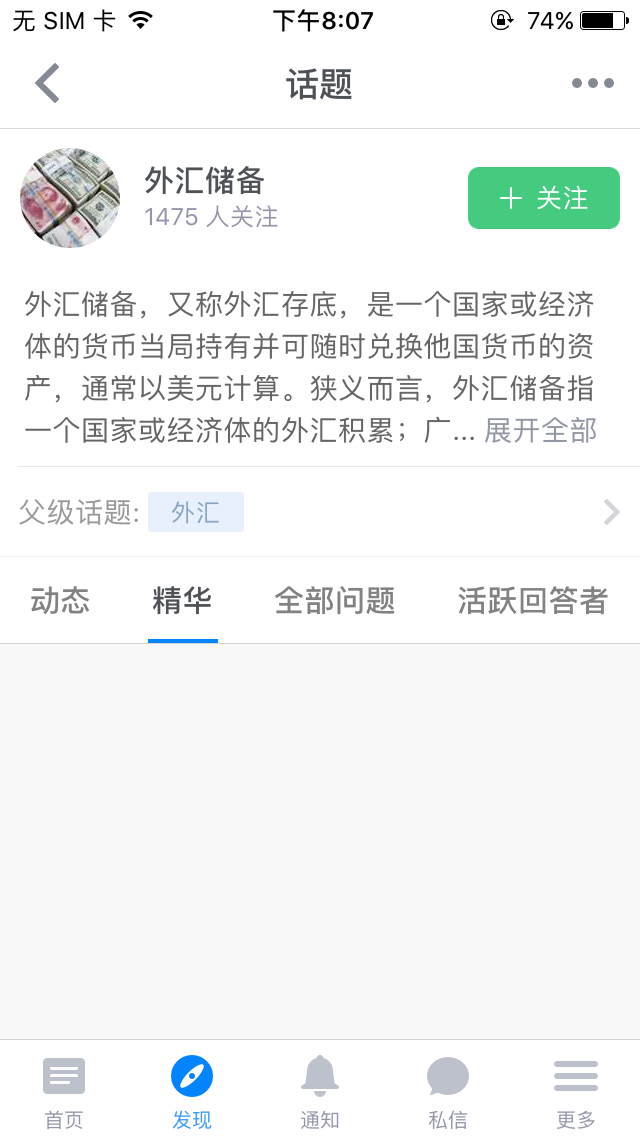 无 SIM 卡 下午8:07 74%
话题
外汇储备
1475 人关注
关注
外汇储备，又称外汇存底，是一个国家或经济
体的货币当局持有并可随时兑换他国货币的资
产，通常以美元计算。狭义而言，外汇储备指
一个国家或经济体的外汇积累；广... 展开全部
父级话题: 外汇
动态 精华 全部问题 活跃回答者
首页 发现 通知 私信 更多